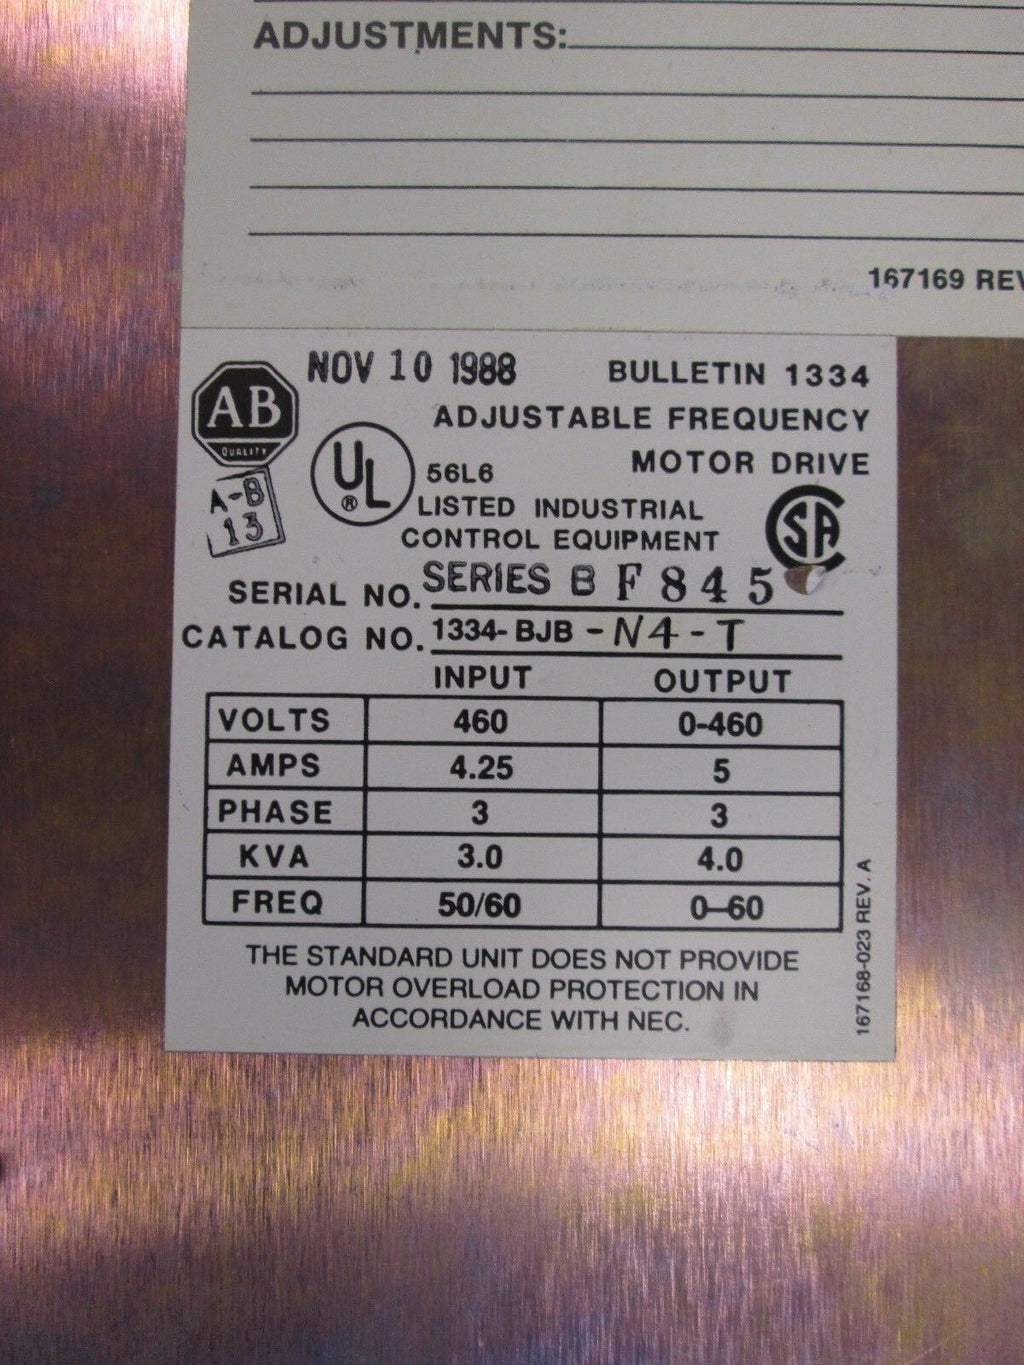 ADJUSTMENTS:
167169 REV
AB
QUALITY
NOV 10 1988
BULLETIN 1334
ADJUSTABLE FREQUENCY
MOTOR DRIVE
A-B
13
UL
®
56L6
LISTED INDUSTRIAL
CONTROL EQUIPMENT
SA
SERIAL NO. SERIES B F845
CATALOG NO. 1334-BJB-N4-T
INPUT OUTPUT
VOLTS 460 0-460
AMPS 4.25 5
PHASE 3 3
KVA 3.0 4.0
FREQ 50/60 0–60
THE STANDARD UNIT DOES NOT PROVIDE
MOTOR OVERLOAD PROTECTION IN
ACCORDANCE WITH NEC.
167168-023 REV. A